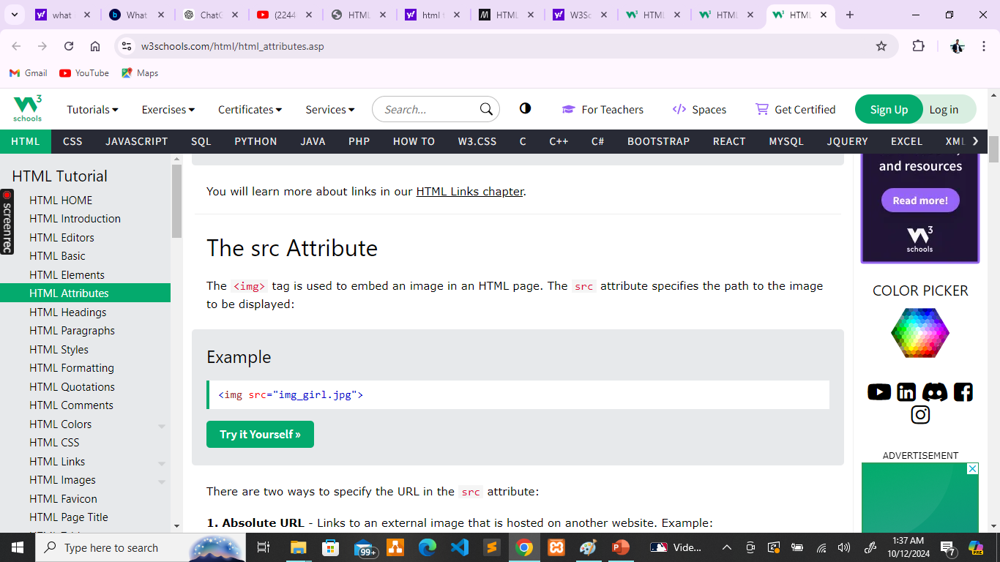 what
What
ChatG
(2244
HTML
html t
HTML
W3Sc
HTML
HTML
HTML
w3schools.com/html/html_attributes.asp
Gmail
YouTube
Maps
3
schools
Tutorials
Exercises
Certificates
Services
Search...
For Teachers
Spaces
Get Certified
Sign Up
Log in
HTML CSS JAVASCRIPT SQL PYTHON JAVA PHP HOW TO W3.CSS C C++ C# BOOTSTRAP REACT MYSQL JQUERY EXCEL XML
HTML Tutorial
HTML HOME
HTML Introduction
HTML Editors
HTML Basic
HTML Elements
HTML Attributes
HTML Headings
HTML Paragraphs
HTML Styles
HTML Formatting
HTML Quotations
HTML Comments
HTML Colors
HTML CSS
HTML Links
HTML Images
HTML Favicon
HTML Page Title
screenrec
You will learn more about links in our HTML Links chapter.
The src Attribute
The <img> tag is used to embed an image in an HTML page. The src attribute specifies the path to the image
to be displayed:
Example
<img src="img_girl.jpg">
Try it Yourself »
There are two ways to specify the URL in the src attribute:
1. Absolute URL - Links to an external image that is hosted on another website. Example:
and resources
Read more!
3
schools
COLOR PICKER
ADVERTISEMENT
Type here to search
99+
Vide...
1:37 AM
10/12/2024
7
PRE